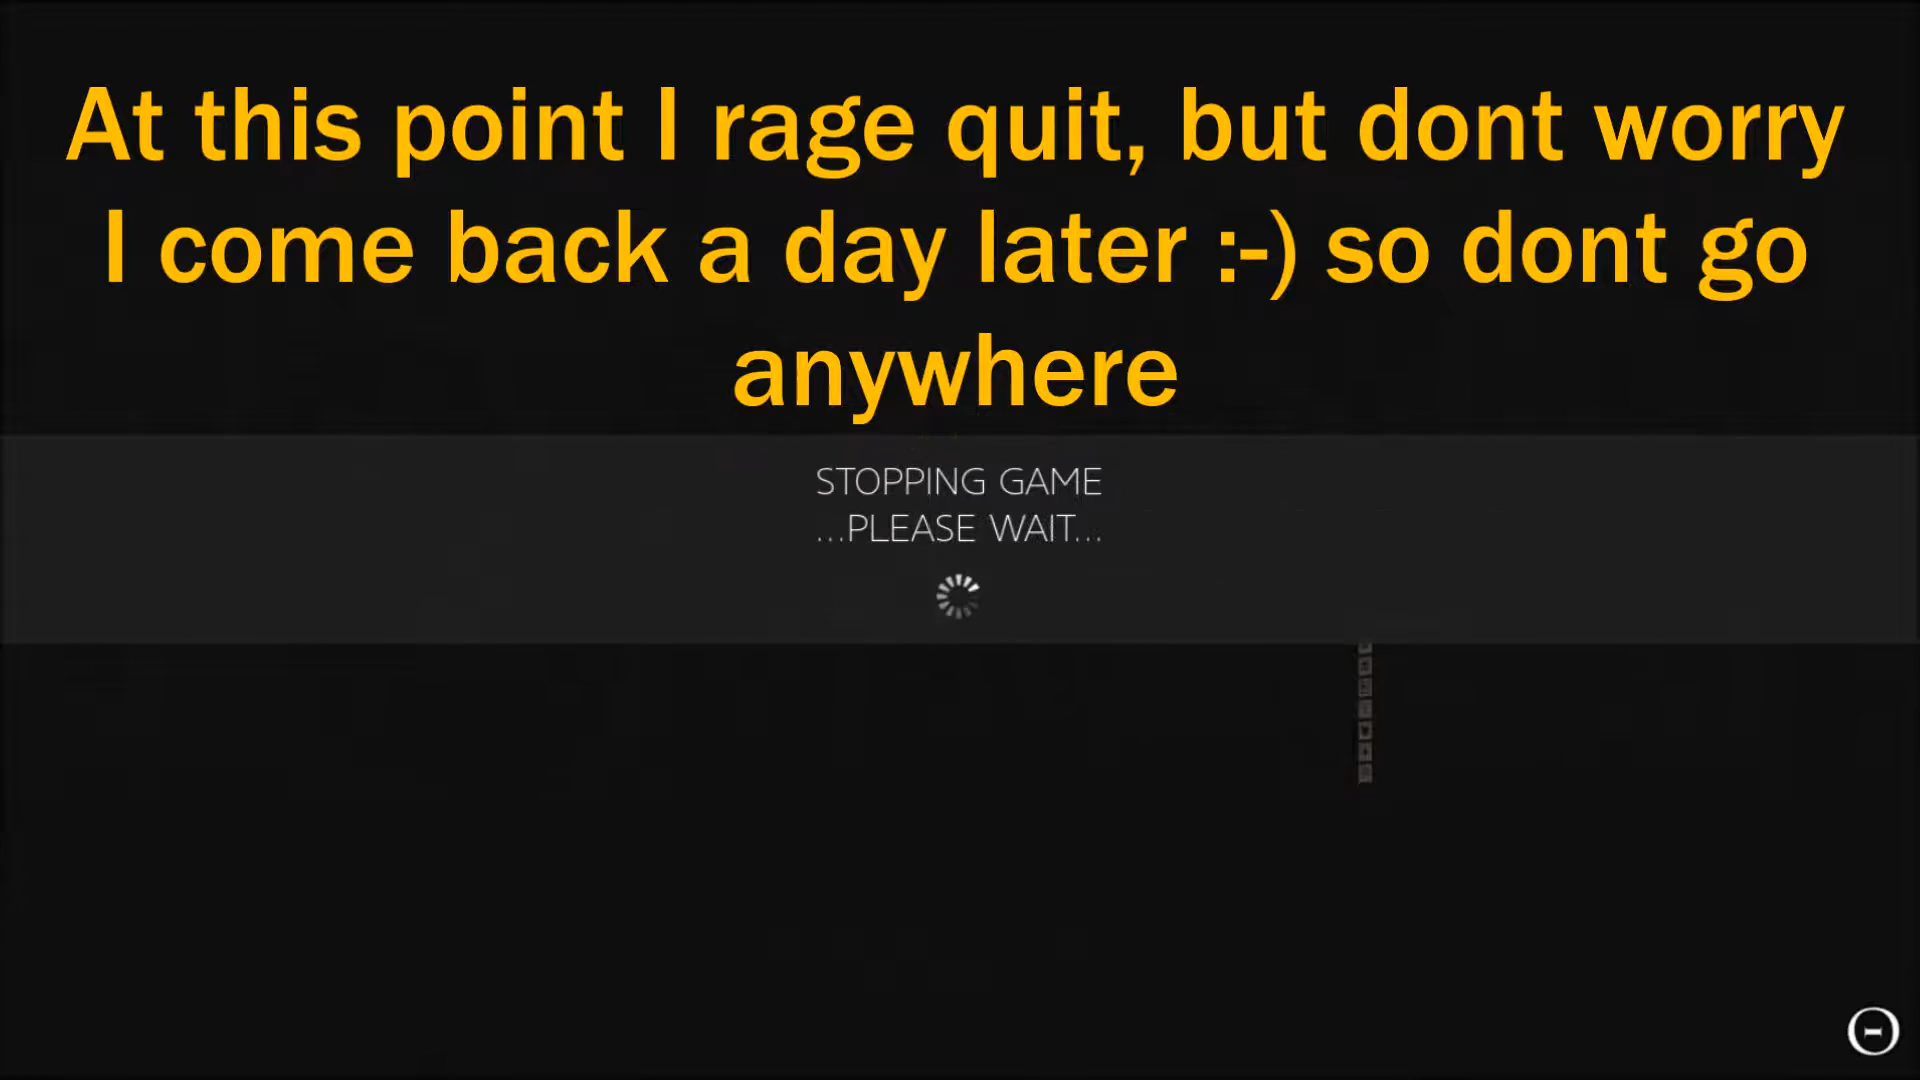 At this point I rage quit, but dont worry
I come back a day later :-) so dont go
anywhere
STOPPING GAME
...PLEASE WAIT...